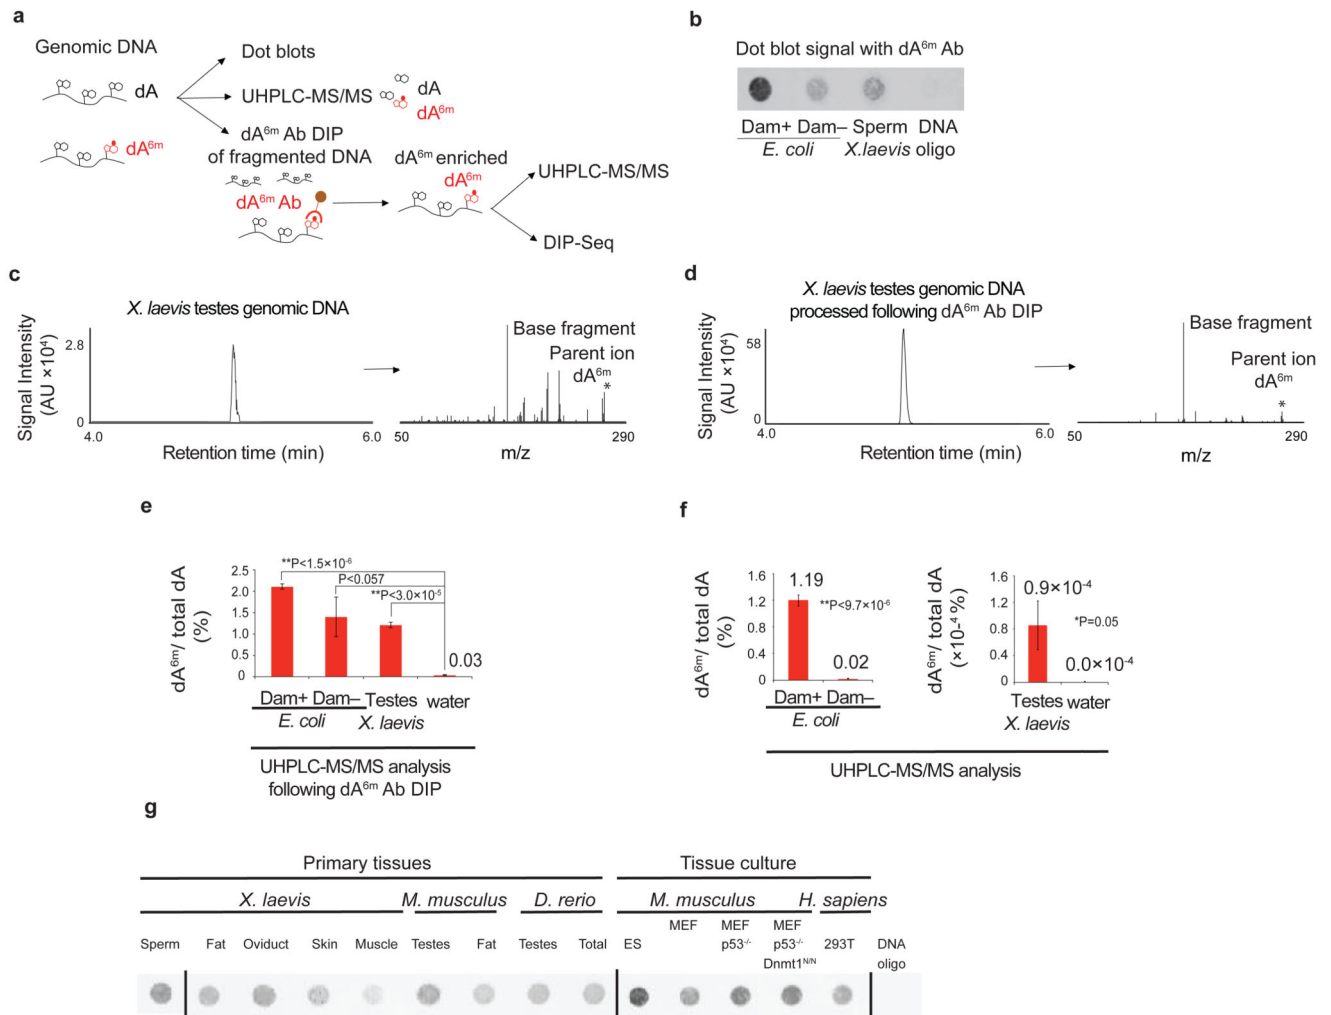 a
Genomic DNA
dA
dA6m
Dot blots
UHPLC-MS/MS
dA
dA6m
dA6m Ab DIP
of fragmented DNA
dA6m Ab
dA6m enriched
dA6m
UHPLC-MS/MS
DIP-Seq
b
Dot blot signal with dA6m Ab
Dam+ Dam– Sperm DNA
E. coli X.laevis oligo
c
X. laevis testes genomic DNA
Signal Intensity
(AU ×10⁴)
2.8
0
4.0
6.0
Retention time (min)
Base fragment
Parent ion
dA6m
*
50
290
m/z
d
X. laevis testes genomic DNA
processed following dA6m Ab DIP
Signal Intensity
(AU ×10⁴)
58
0
4.0
6.0
Retention time (min)
Base fragment
Parent ion
dA6m
*
50
290
m/z
e
dA6m/ total dA
(%)
2.5
2.0
1.5
1.0
0.5
0
**P<1.5×10⁻⁶
P<0.057
**P<3.0×10⁻⁵
0.03
Dam+ Dam– Testes water
E. coli X. laevis
UHPLC-MS/MS analysis
following dA6m Ab DIP
f
dA6m/ total dA
(%)
1.6
1.2
0.8
0.4
0
1.19
**P<9.7×10⁻⁶
0.02
Dam+ Dam–
E. coli
dA6m/ total dA
(×10-⁴ %)
1.6
1.2
0.8
0.4
0
0.9×10⁻⁴
*P=0.05
0.0×10⁻⁴
Testes water
X. laevis
UHPLC-MS/MS analysis
g
Primary tissues
Tissue culture
X. laevis
M. musculus
D. rerio
M. musculus
H. sapiens
Sperm
Fat
Oviduct
Skin
Muscle
Testes
Fat
Testes
Total
ES
MEF
MEF
p53-/-
MEF
p53-/-
Dnmt1N/N
293T
DNA
oligo